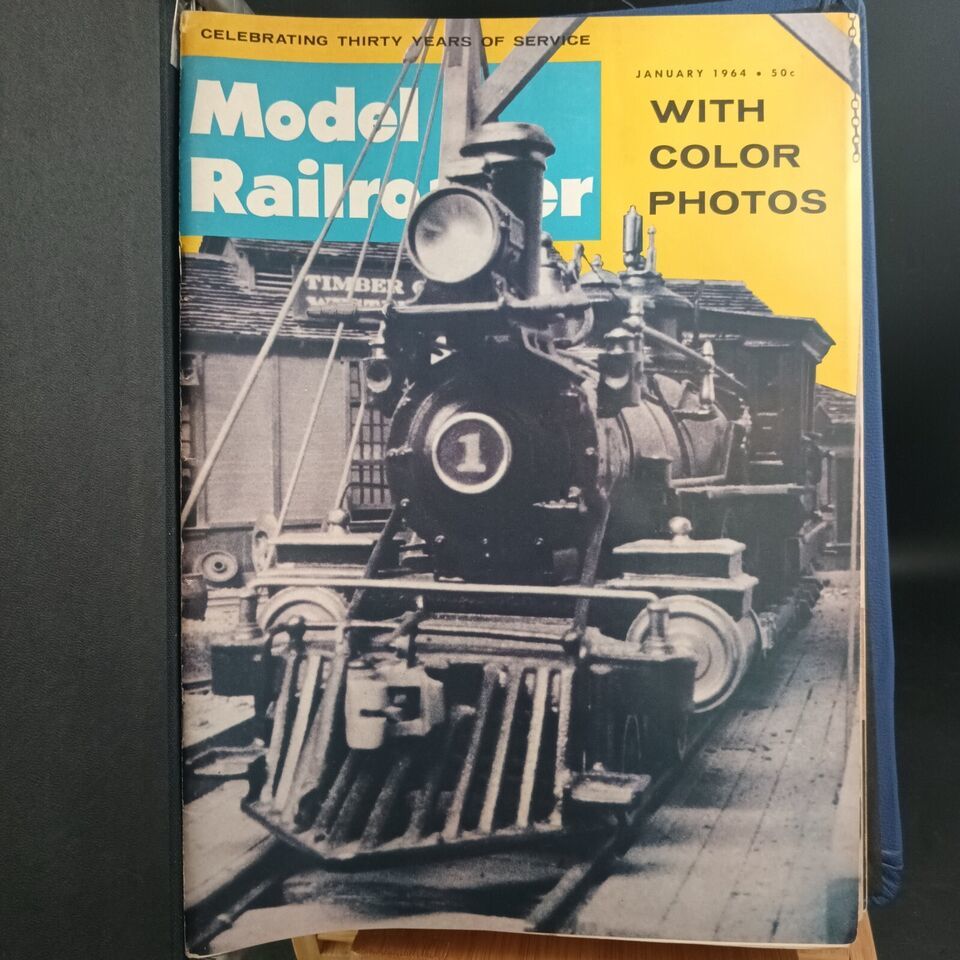 CELEBRATING THIRTY YEARS OF SERVICE
JANUARY 1964 • 50c
Model
Railroader
WITH
COLOR
PHOTOS
TIMBER
1